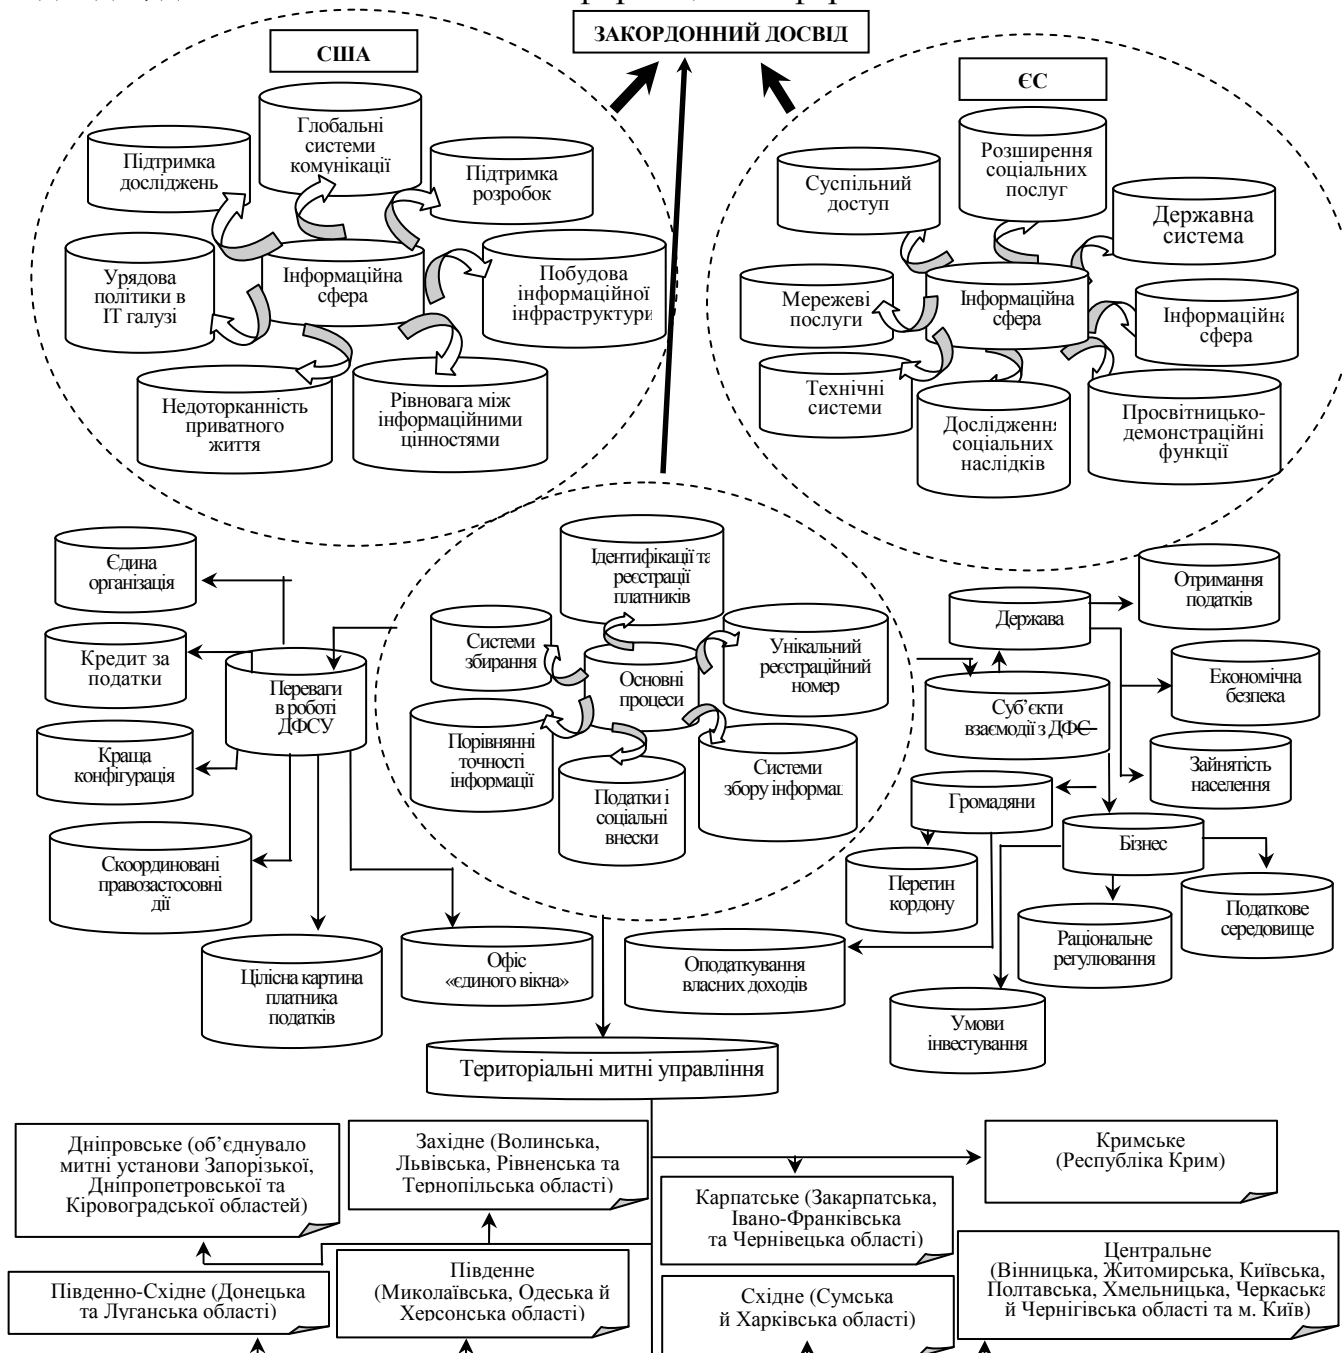 ЗАКОРДОННИЙ ДОСВІД
США
Глобальні
системи
комунікації
Підтримка
досліджень
Підтримка
розробок
Урядова
політики в
ІТ галузі
Інформаційна
сфера
Побудова
інформаційної
інфраструктури
Недоторканність
приватного
життя
Рівновага між
інформаційними
цінностями
ЄС
Розширення
соціальних
послуг
Суспільний
доступ
Державна
система
Мережеві
послуги
Інформаційна
сфера
Інформаційна
сфера
Технічні
системи
Дослідження
соціальних
наслідків
Просвітницько-
демонстраційні
функції
Єдина
організація
Кредит за
податки
Переваги
в роботі
ДФСУ
Краща
конфігурація
Скоординовані
правозастосовні
дії
Цілісна картина
платника
податків
Офіс
«єдиного вікна»
Ідентифікації та
реєстрації
платників
Системи
збирання
Основні
процеси
Унікальний
реєстраційний
номер
Порівнянні
точності
інформації
Податки і
соціальні
внески
Системи
збору інформац
Держава
Отримання
податків
Економічна
безпека
Суб’єкти
взаємодії з ДФС
Зайнятість
населення
Громадяни
Бізнес
Перетин
кордону
Податкове
середовище
Раціональне
регулювання
Оподаткування
власних доходів
Умови
інвестування
Територіальні митні управління
Дніпровське (об’єднувало
митні установи Запорізької,
Дніпропетровської та
Кіровоградської областей)
Західне (Волинська,
Львівська, Рівненська та
Тернопільська області)
Карпатське (Закарпатська,
Івано-Франківська
та Чернівецька області)
Кримське
(Республіка Крим)
Південно-Східне (Донецька
та Луганська області)
Південне
(Миколаївська, Одеська й
Херсонська області)
Східне (Сумська
й Харківська області)
Центральне
(Вінницька, Житомирська, Київська,
Полтавська, Хмельницька, Черкаська
й Чернігівська області та м. Київ)